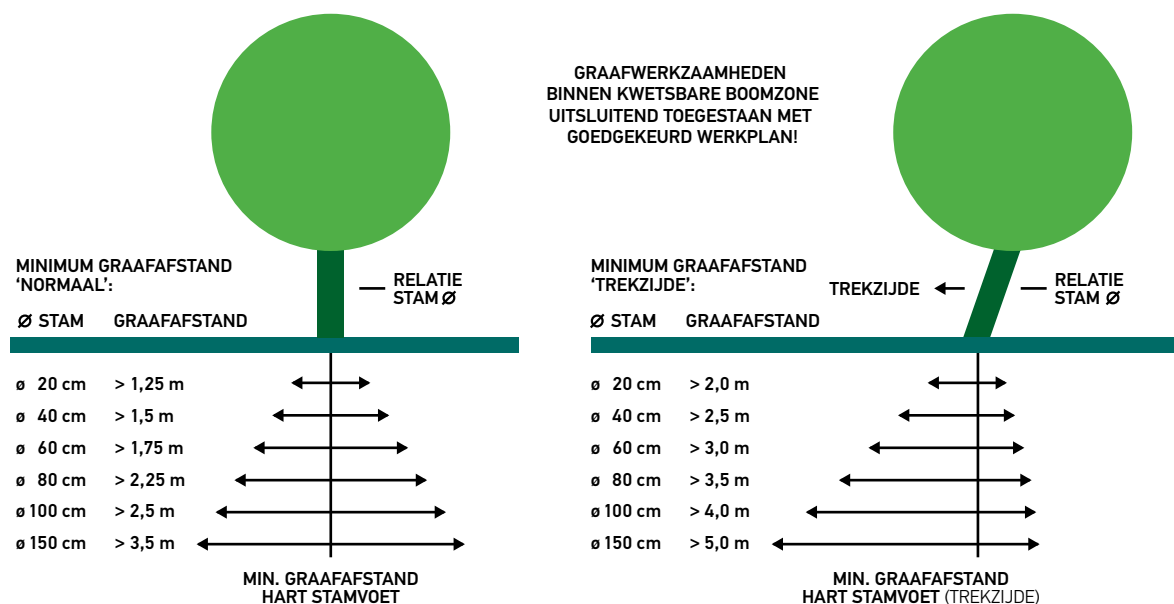 GRAAFWERKZAAMHEDEN
BINNEN KWETSBARE BOOMZONE
UITSLUITEND TOEGESTAAN MET
GOEDGEKEURD WERKPLAN!
MINIMUM GRAAFAFSTAND
‘NORMAAL’:
RELATIE
STAM Ø
Ø STAM GRAAFAFSTAND
ø 20 cm > 1,25 m
ø 40 cm > 1,5 m
ø 60 cm > 1,75 m
ø 80 cm > 2,25 m
ø 100 cm > 2,5 m
ø 150 cm > 3,5 m
MIN. GRAAFAFSTAND
HART STAMVOET
MINIMUM GRAAFAFSTAND
‘TREKZIJDE’:
TREKZIJDE
RELATIE
STAM Ø
Ø STAM GRAAFAFSTAND
ø 20 cm > 2,0 m
ø 40 cm > 2,5 m
ø 60 cm > 3,0 m
ø 80 cm > 3,5 m
ø 100 cm > 4,0 m
ø 150 cm > 5,0 m
MIN. GRAAFAFSTAND
HART STAMVOET (TREKZIJDE)